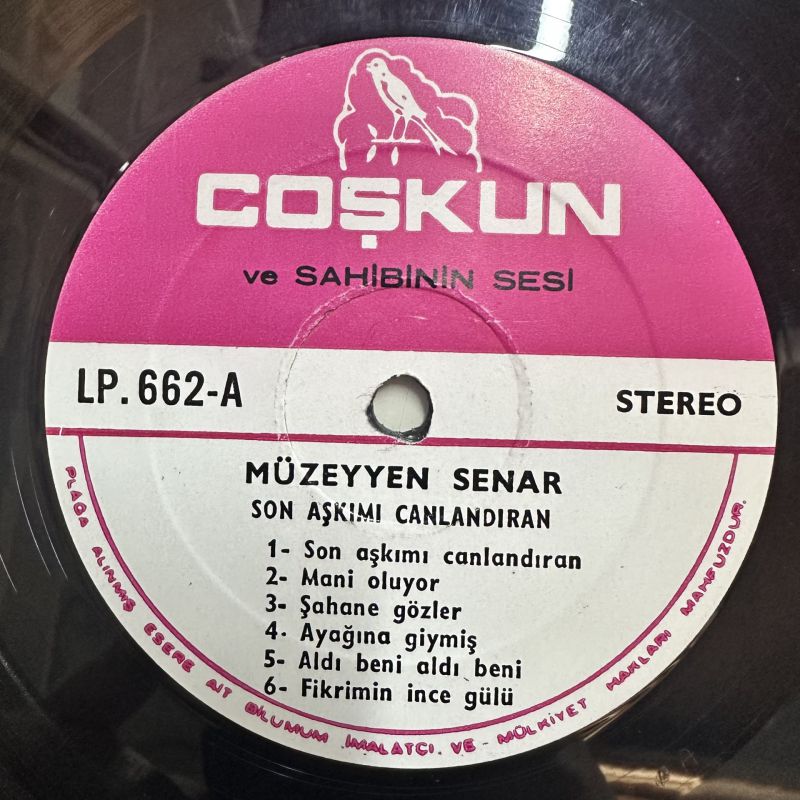 COŞKUN
ve SAHİBİNİN SESİ
LP. 662-A
STEREO
MÜZEYYEN SENAR
SON AŞKIMI CANLANDIRAN
1- Son aşkımı canlandıran
2- Mani oluyor
3- Şahane gözler
4- Ayağına giymiş
5- Aldı beni aldı beni
6- Fikrimin ince gülü
PLAĞA ALINMIŞ ESERE AİT BİLUMUM İMALATÇI VE - MÜLKİYET HAKLARI MAHFUZDUR.